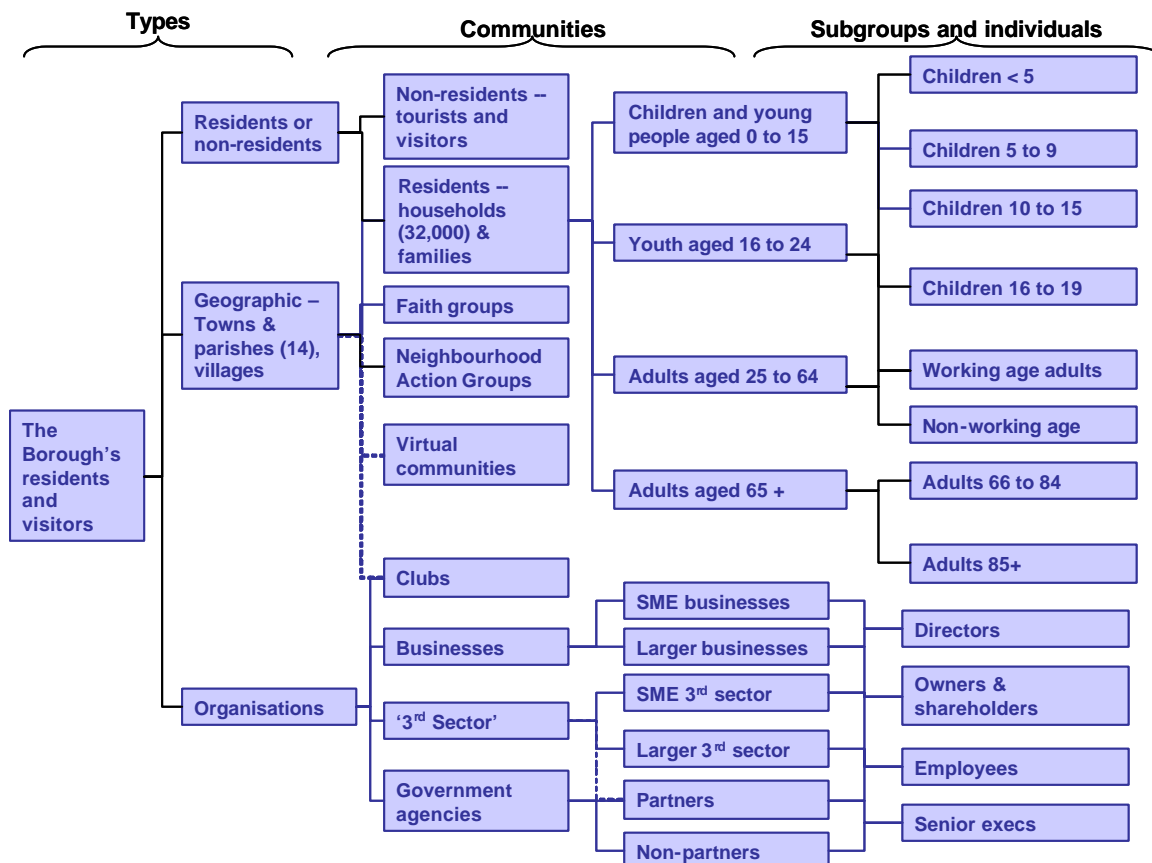 Types
Communities
Subgroups and individuals
The
Borough's
residents
and
visitors
Residents or
non-residents
Geographic –
Towns &
parishes (14),
villages
Organisations
Non-residents --
tourists and
visitors
Residents --
households
(32,000) &
families
Faith groups
Neighbourhood
Action Groups
Virtual
communities
Clubs
Businesses
‘3rd Sector’
Government
agencies
Children and young
people aged 0 to 15
Youth aged 16 to 24
Adults aged 25 to 64
Adults aged 65 +
SME businesses
Larger businesses
SME 3rd sector
Larger 3rd sector
Partners
Non-partners
Children < 5
Children 5 to 9
Children 10 to 15
Children 16 to 19
Working age adults
Non-working age
Adults 66 to 84
Adults 85+
Directors
Owners &
shareholders
Employees
Senior execs